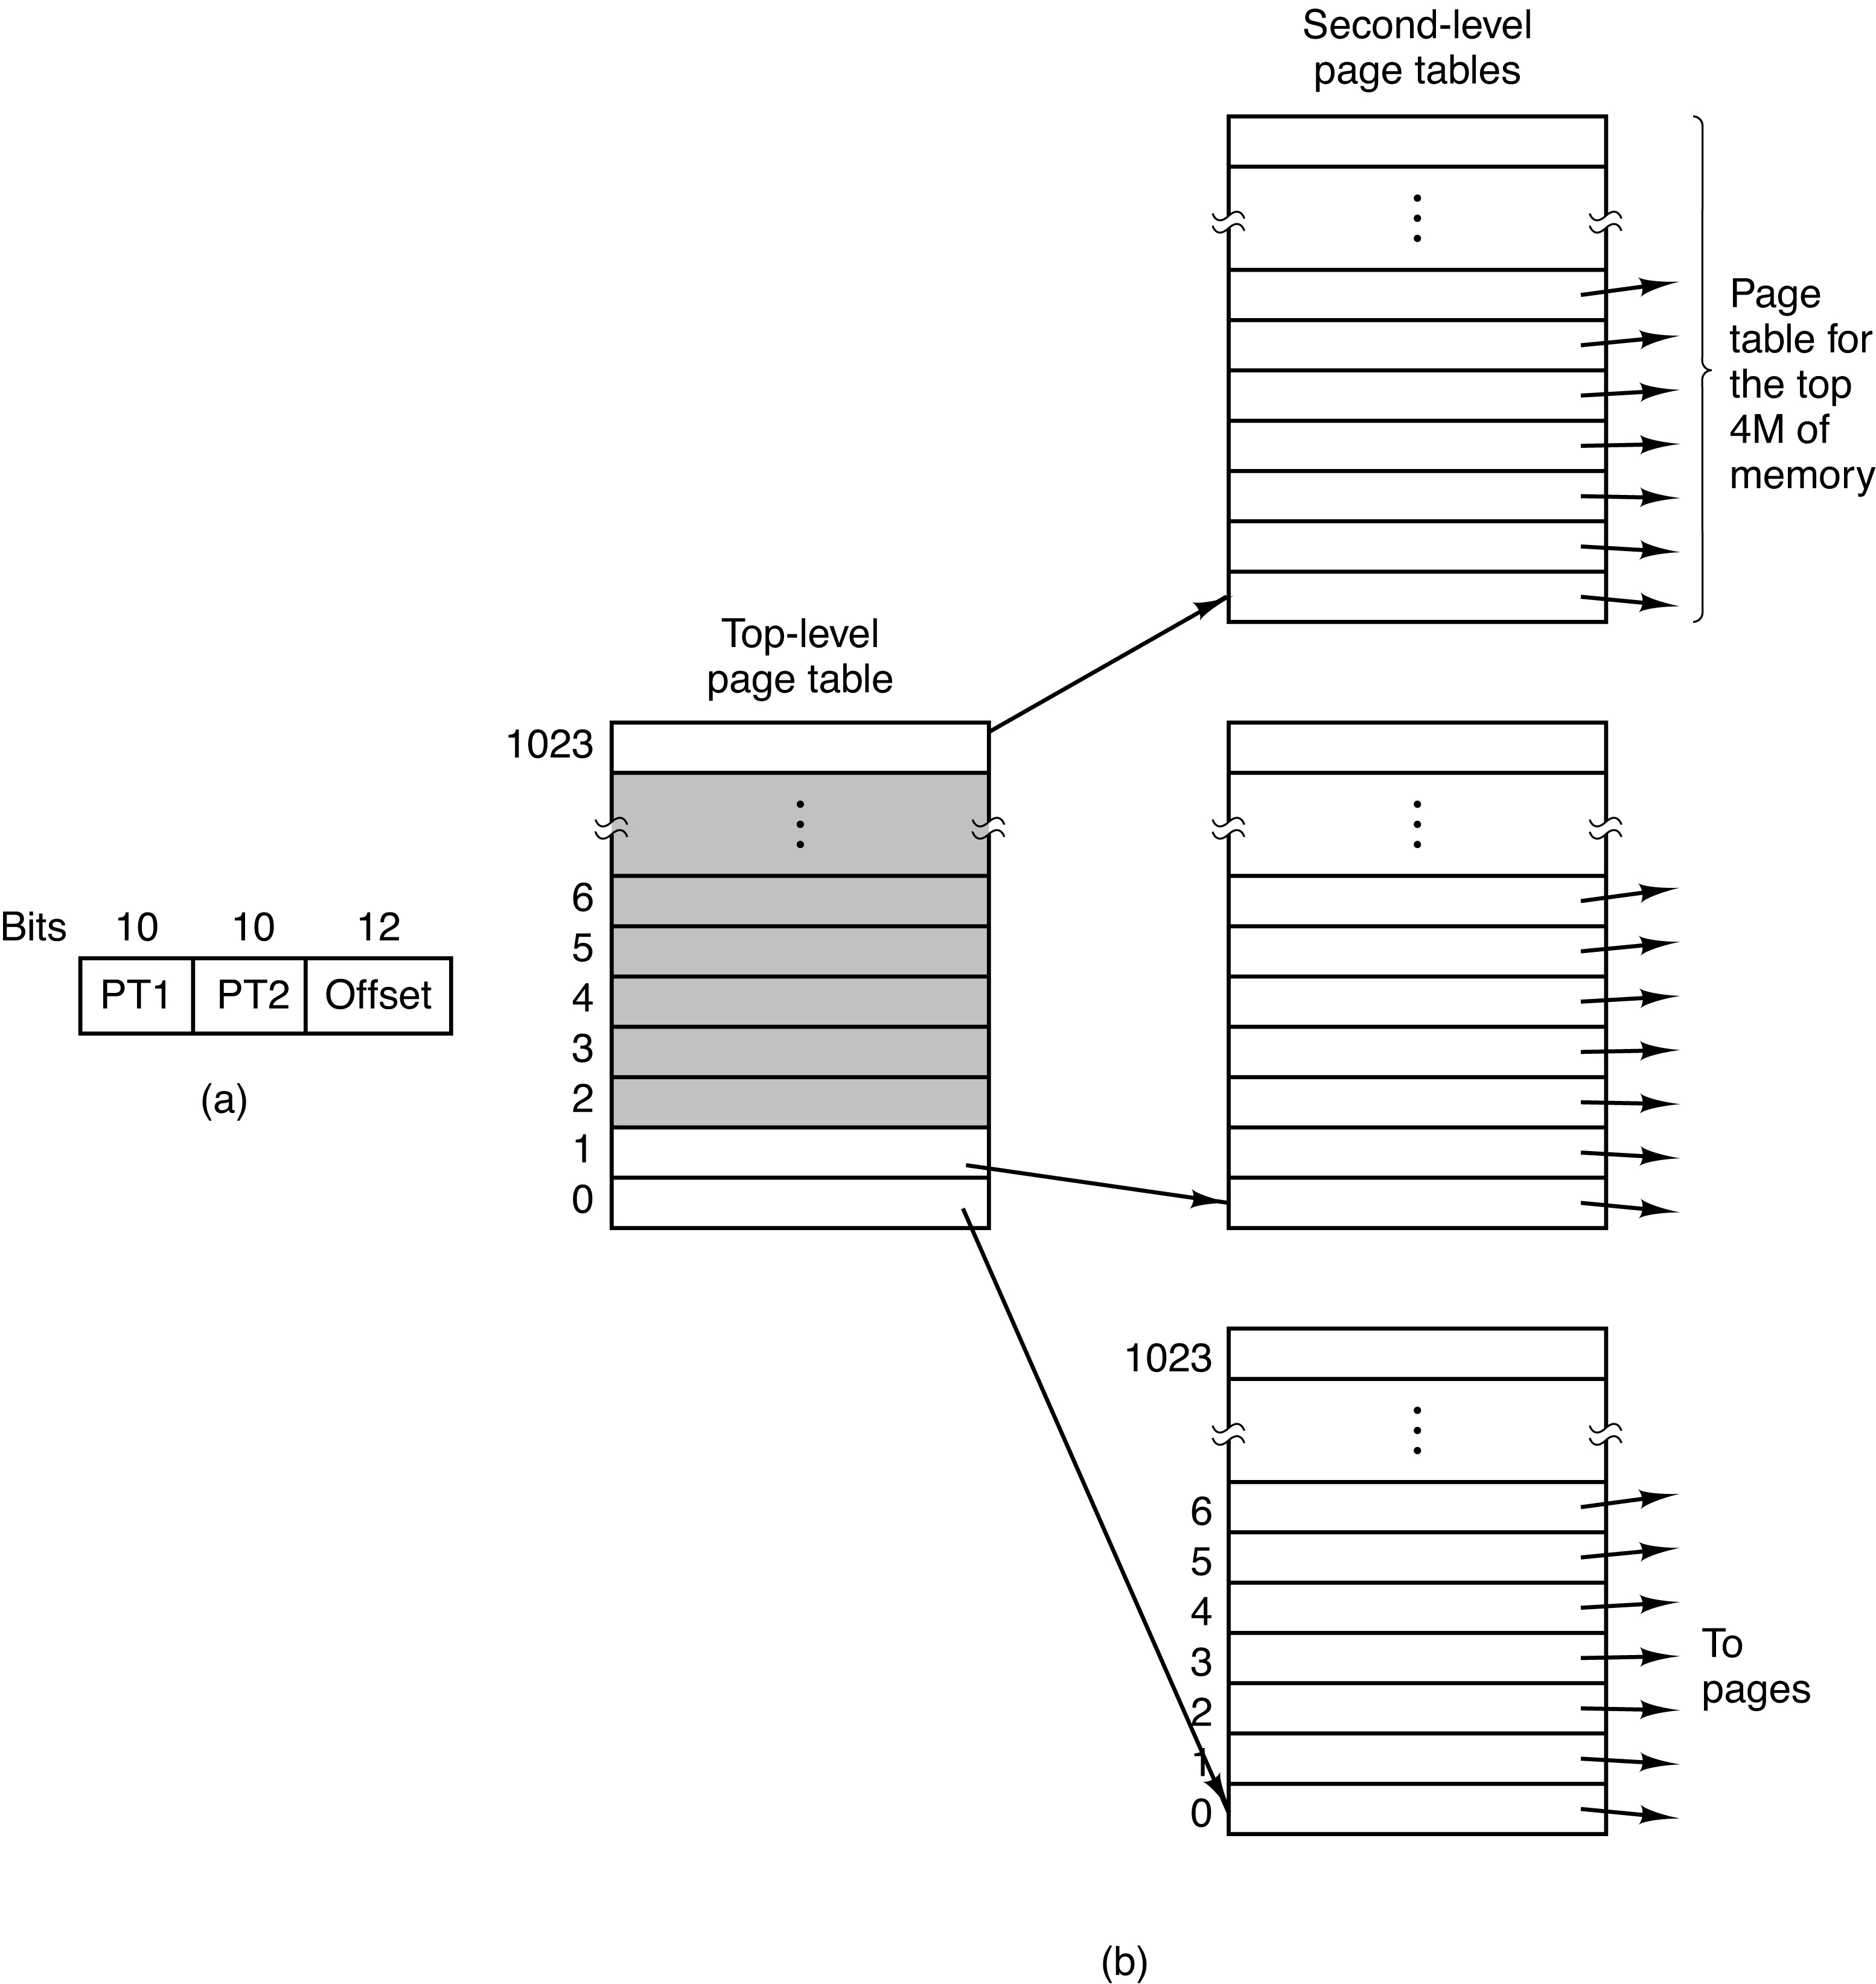 Second-level
page tables
Page
table for
the top
4M of
memory
Top-level
page table
1023
6
5
4
3
2
1
0
Bits 10 10 12
PT1 PT2 Offset
(a)
1023
6
5
4
3
2
1
0
To
pages
(b)